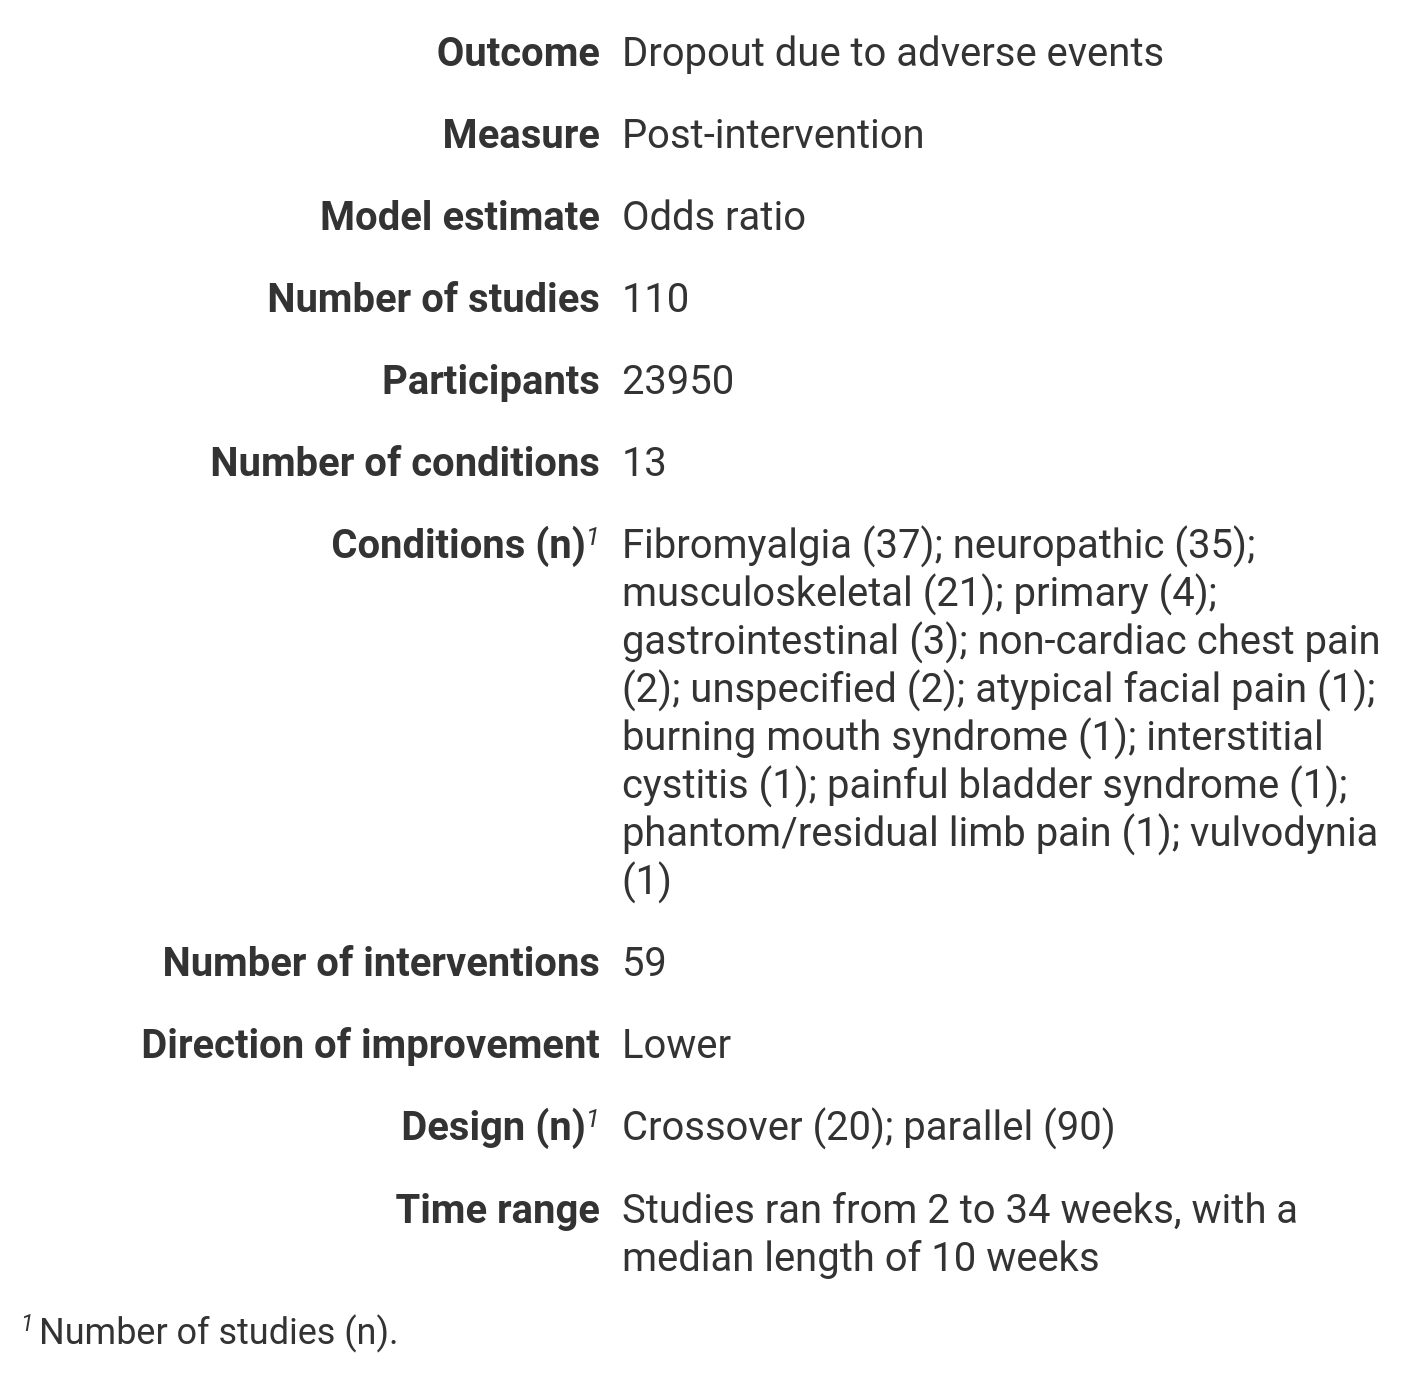 Outcome Dropout due to adverse events
Measure Post-intervention
Model estimate Odds ratio
Number of studies 110
Participants 23950
Number of conditions 13
Conditions (n)¹ Fibromyalgia (37); neuropathic (35);
musculoskeletal (21); primary (4);
gastrointestinal (3); non-cardiac chest pain
(2); unspecified (2); atypical facial pain (1);
burning mouth syndrome (1); interstitial
cystitis (1); painful bladder syndrome (1);
phantom/residual limb pain (1); vulvodynia
(1)
Number of interventions 59
Direction of improvement Lower
Design (n)¹ Crossover (20); parallel (90)
Time range Studies ran from 2 to 34 weeks, with a
median length of 10 weeks
¹ Number of studies (n).